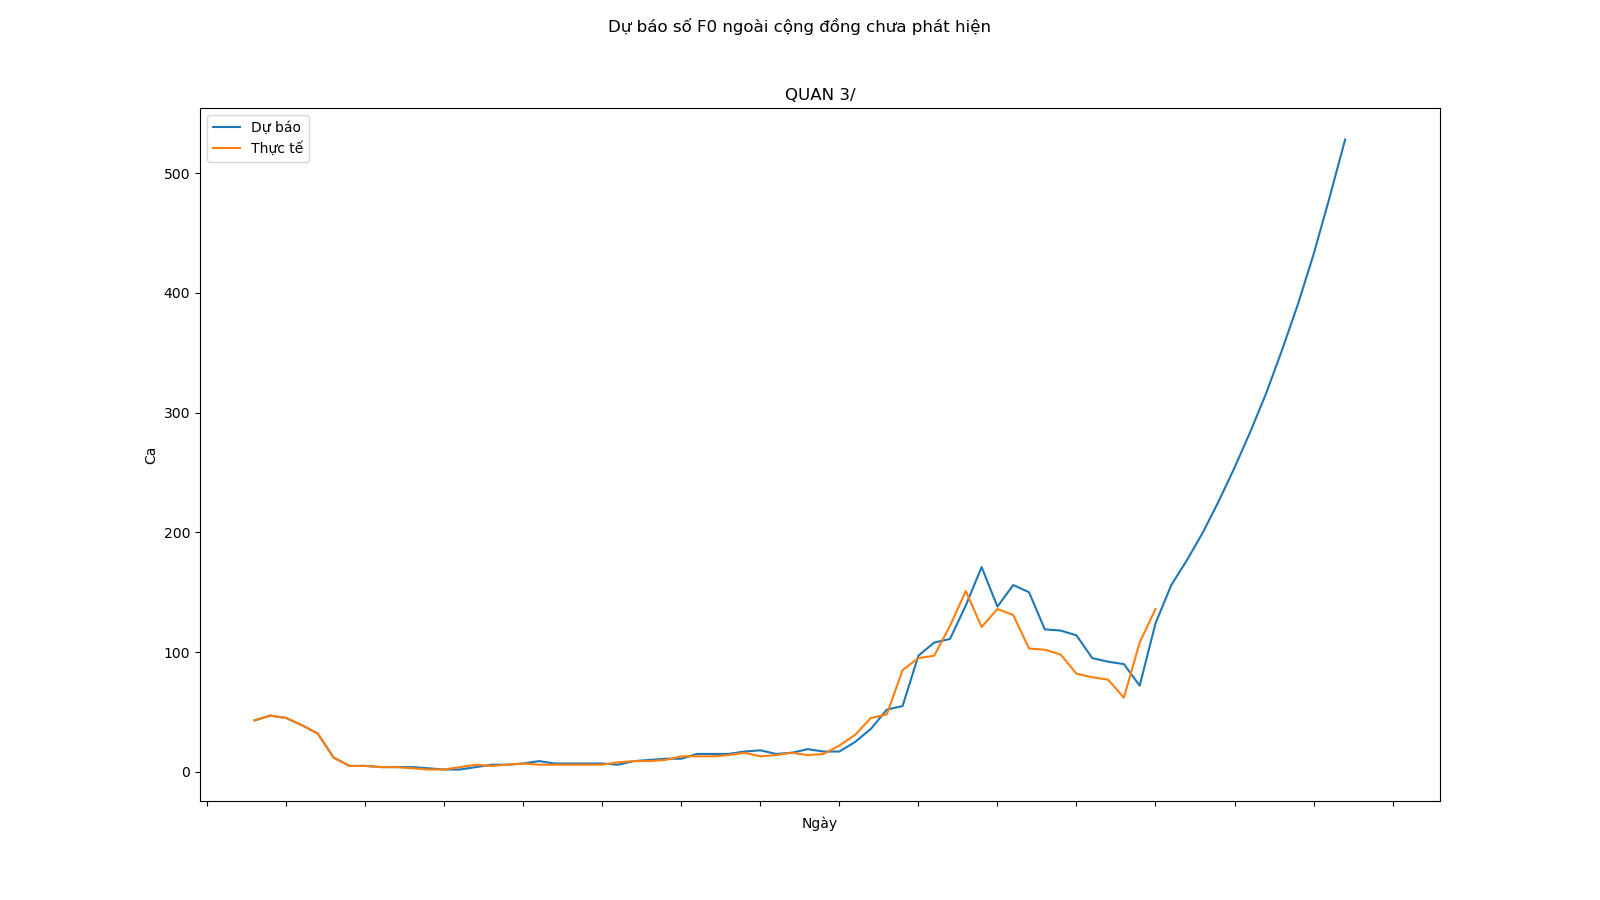 Dự báo số F0 ngoài cộng đồng chưa phát hiện
QUAN 3/
Dự báo
Thực tế
500
400
300
200
100
0
Ca
Ngày